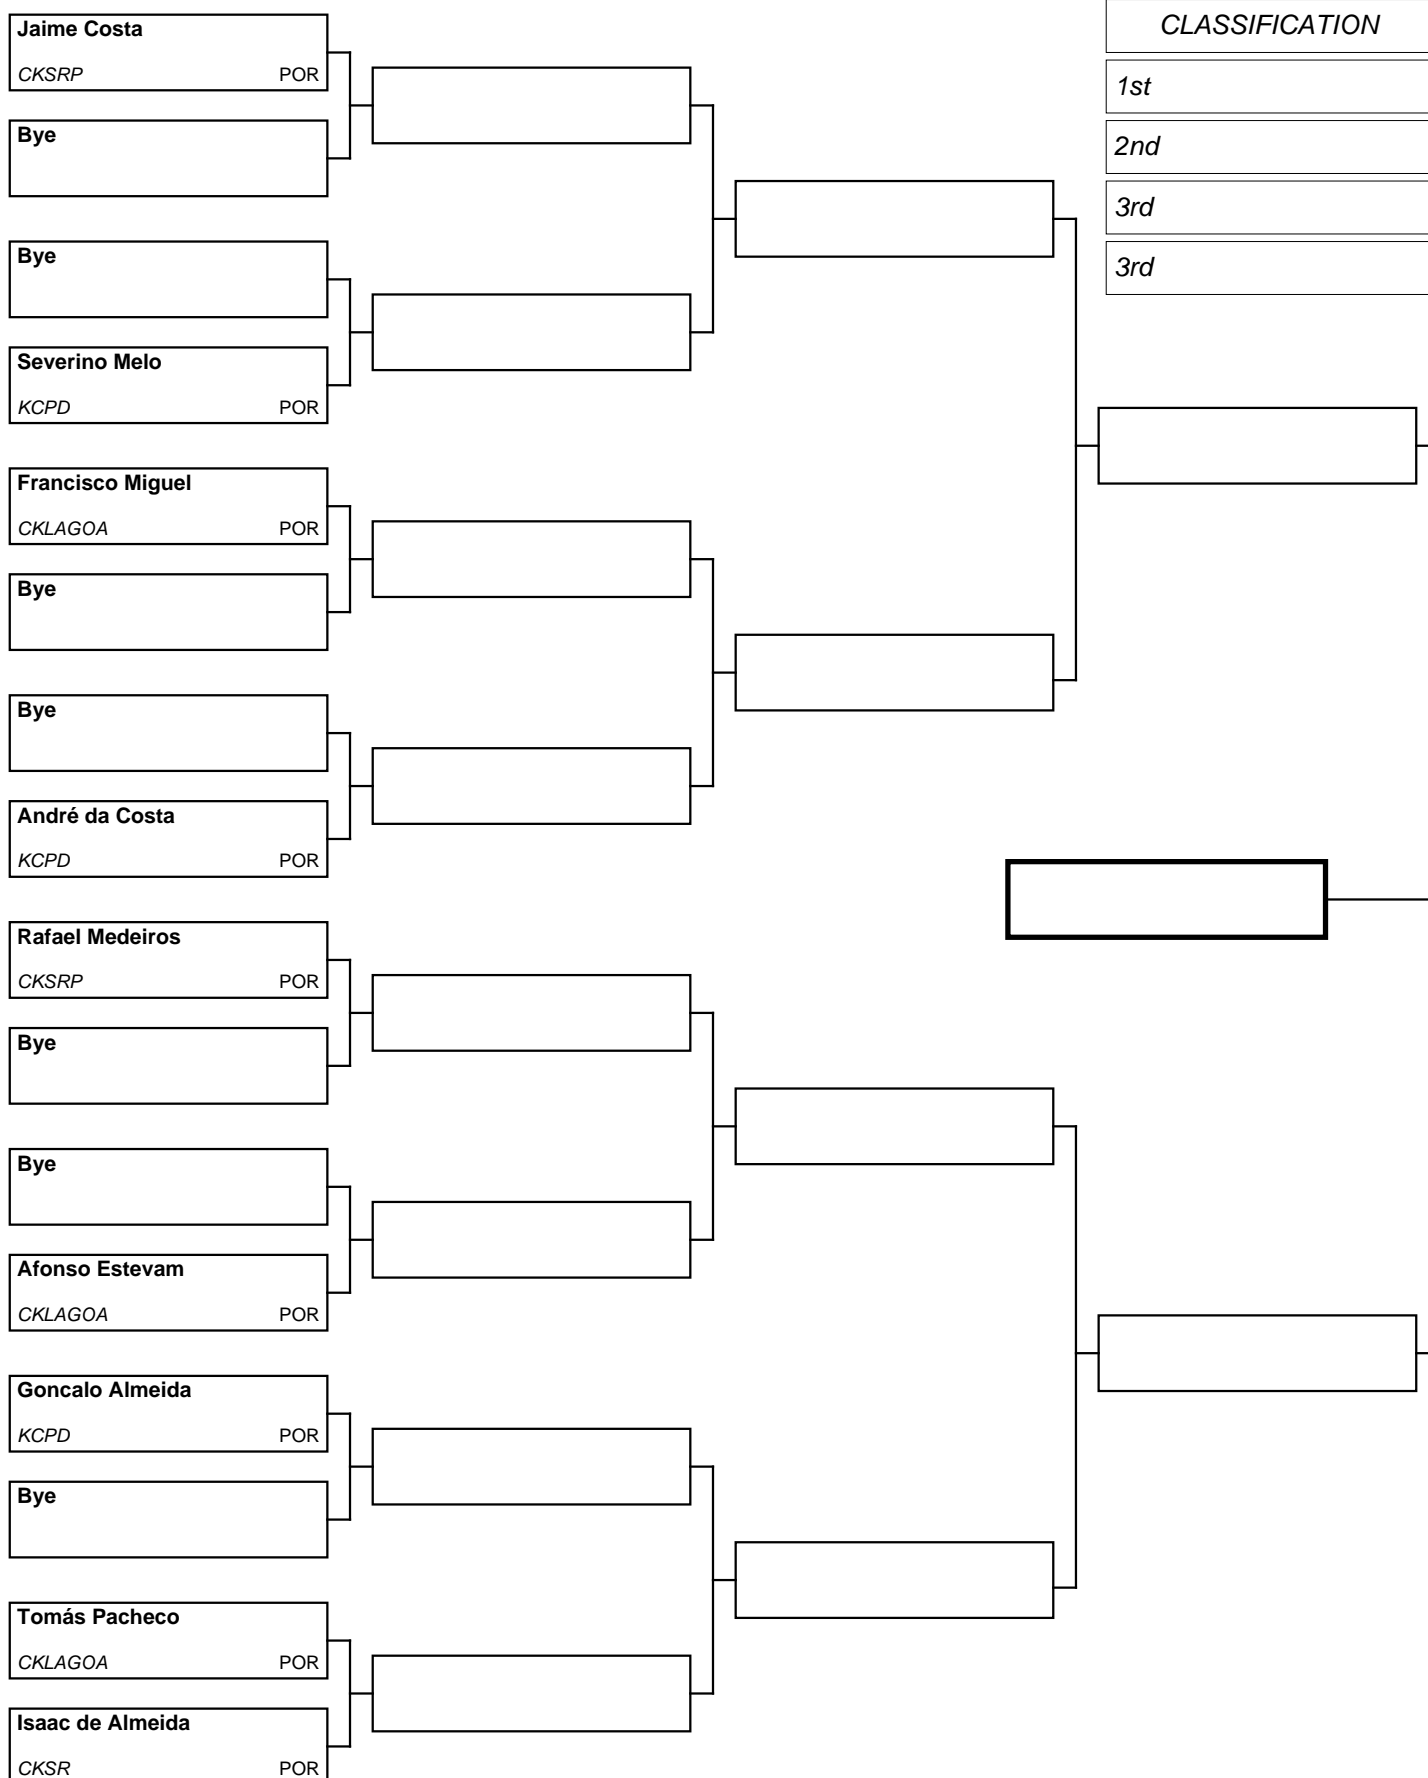 Jaime Costa
CKSRP POR
Bye
Bye
Severino Melo
KCPD POR
Francisco Miguel
CKLAGOA POR
Bye
Bye
André da Costa
KCPD POR
Rafael Medeiros
CKSRP POR
Bye
Bye
Afonso Estevam
CKLAGOA POR
Goncalo Almeida
KCPD POR
Bye
Tomás Pacheco
CKLAGOA POR
Isaac de Almeida
CKSR POR
CLASSIFICATION
1st
2nd
3rd
3rd